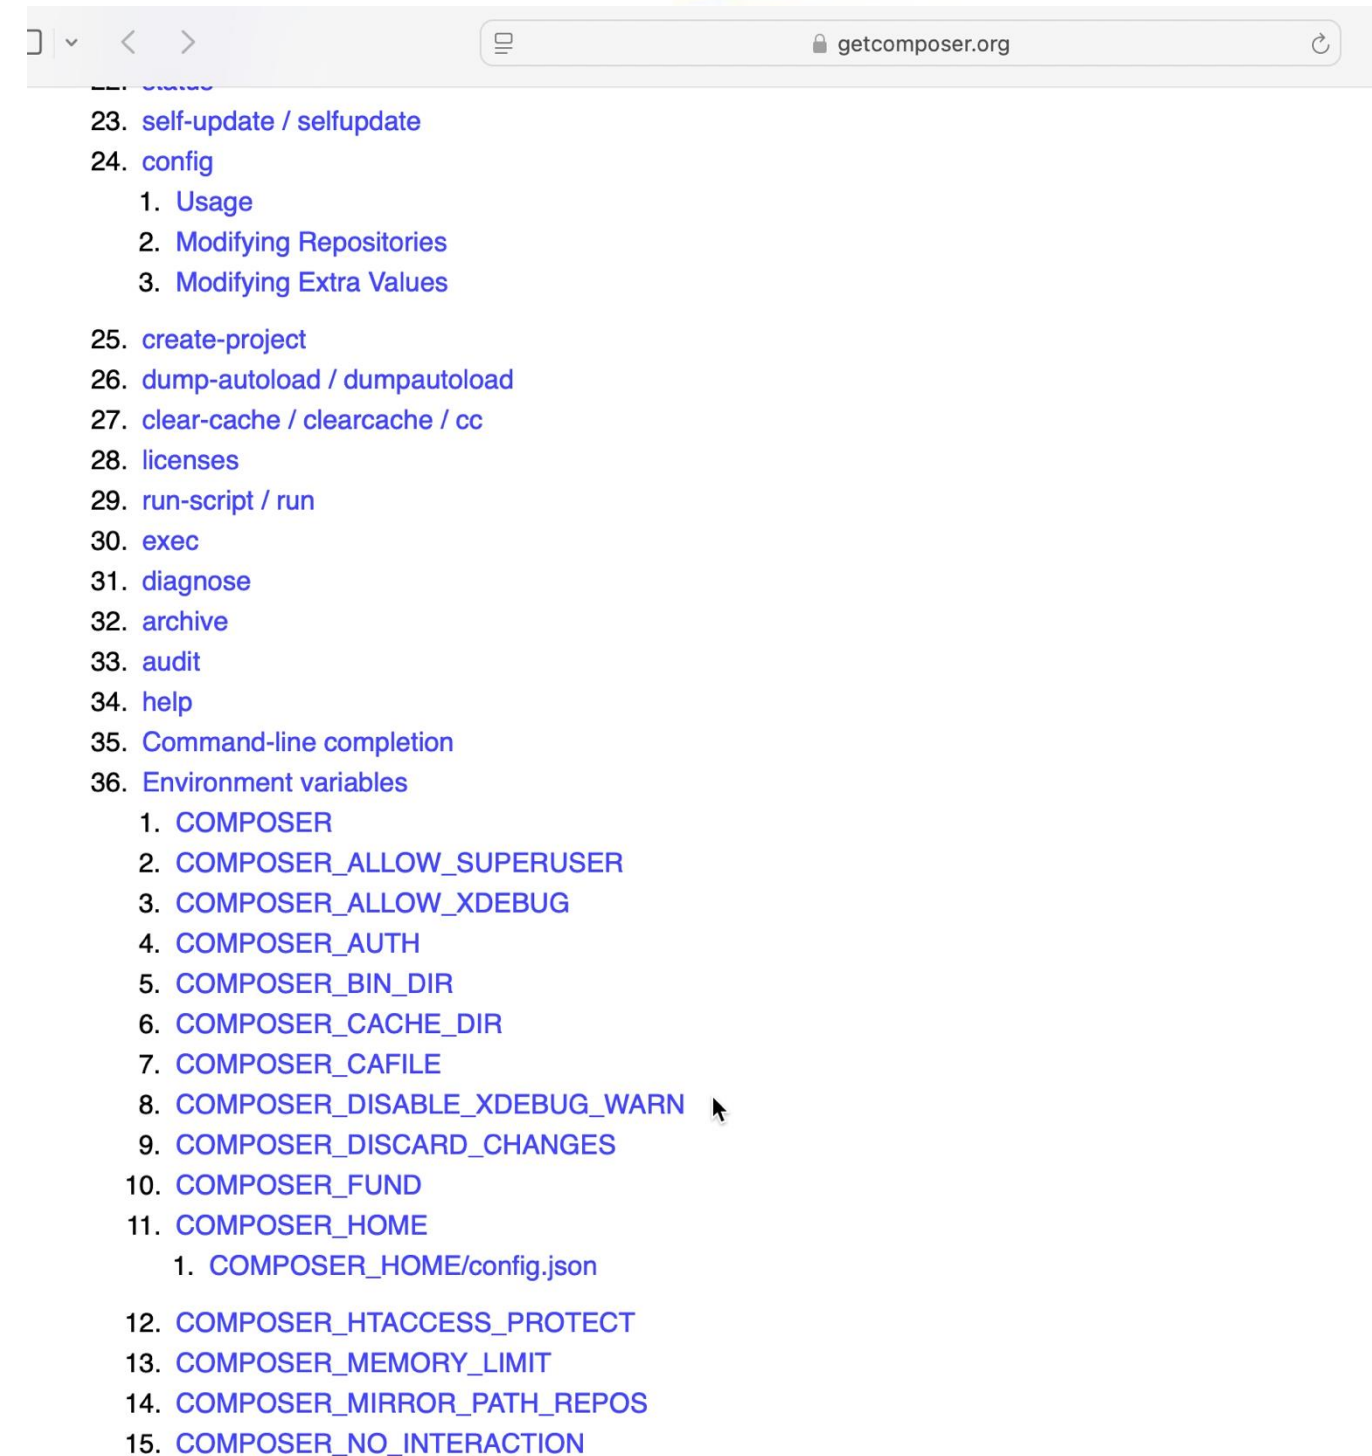 getcomposer.org
22. status
23. self-update / selfupdate
24. config
1. Usage
2. Modifying Repositories
3. Modifying Extra Values
25. create-project
26. dump-autoload / dumpautoload
27. clear-cache / clearcache / cc
28. licenses
29. run-script / run
30. exec
31. diagnose
32. archive
33. audit
34. help
35. Command-line completion
36. Environment variables
1. COMPOSER
2. COMPOSER_ALLOW_SUPERUSER
3. COMPOSER_ALLOW_XDEBUG
4. COMPOSER_AUTH
5. COMPOSER_BIN_DIR
6. COMPOSER_CACHE_DIR
7. COMPOSER_CAFILE
8. COMPOSER_DISABLE_XDEBUG_WARN
9. COMPOSER_DISCARD_CHANGES
10. COMPOSER_FUND
11. COMPOSER_HOME
1. COMPOSER_HOME/config.json
12. COMPOSER_HTACCESS_PROTECT
13. COMPOSER_MEMORY_LIMIT
14. COMPOSER_MIRROR_PATH_REPOS
15. COMPOSER_NO_INTERACTION